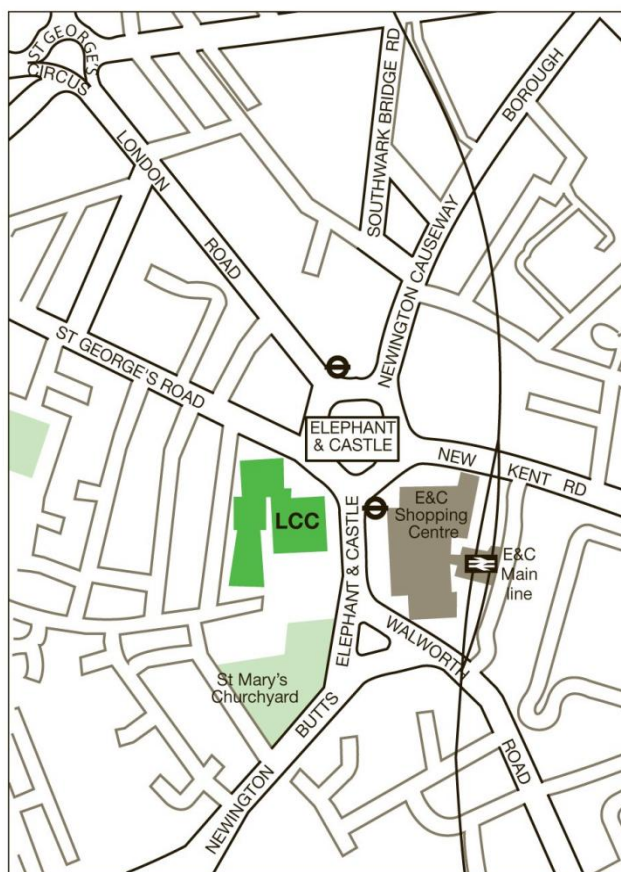 ST GEORGE'S
CIRCUS
LONDON
ROAD
SOUTHWARK BRIDGE RD
BOROUGH
NEWINGTON CAUSEWAY
ST GEORGE'S ROAD
ELEPHANT
& CASTLE
NEW
KENT RD
LCC
ELEPHANT & CASTLE
E&C
Shopping
Centre
E&C
Main
line
WALWORTH
ROAD
St Mary's
Churchyard
NEWINGTON
BUTTS